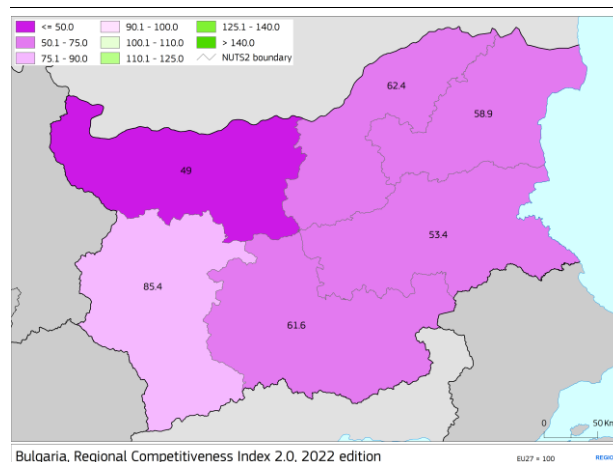 <= 50.0
50.1 - 75.0
75.1 - 90.0
90.1 - 100.0
100.1 - 110.0
110.1 - 125.0
125.1 - 140.0
> 140.0
NUTS2 boundary
62.4
58.9
49
53.4
85.4
61.6
0 50 Km
Bulgaria, Regional Competitiveness Index 2.0, 2022 edition
EU27 = 100
REGIO